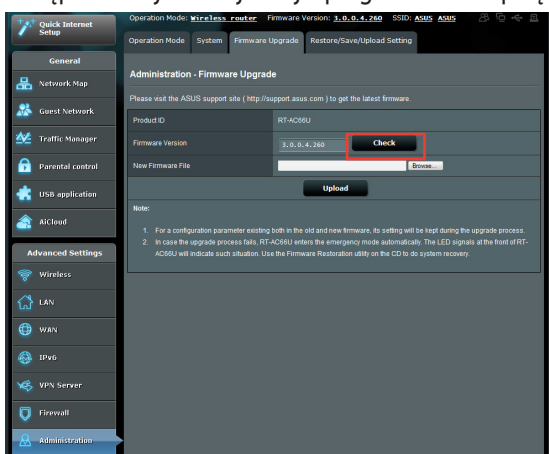 Operation Mode: Wireless router Firmware Version: 3.0.0.4.260 SSID: ASUS ASUS
Quick Internet
Setup
Operation Mode System Firmware Upgrade Restore/Save/Upload Setting
General
Network Map
Guest Network
Traffic Manager
Parental control
USB application
AiCloud
Advanced Settings
Wireless
LAN
WAN
IPv6
VPN Server
Firewall
Administration
Administration - Firmware Upgrade
Please visit the ASUS support site ( http://support.asus.com ) to get the latest firmware.
Product ID RT-AC66U
Firmware Version 3.0.0.4.260 Check
New Firmware File Browse...
Upload
Note:
1. For a configuration parameter existing both in the old and new firmware, its setting will be kept during the upgrade process.
2. In case the upgrade process fails, RT-AC66U enters the emergency mode automatically. The LED signals at the front of RT-
AC66U will indicate such situation. Use the Firmware Restoration utility on the CD to do system recovery.